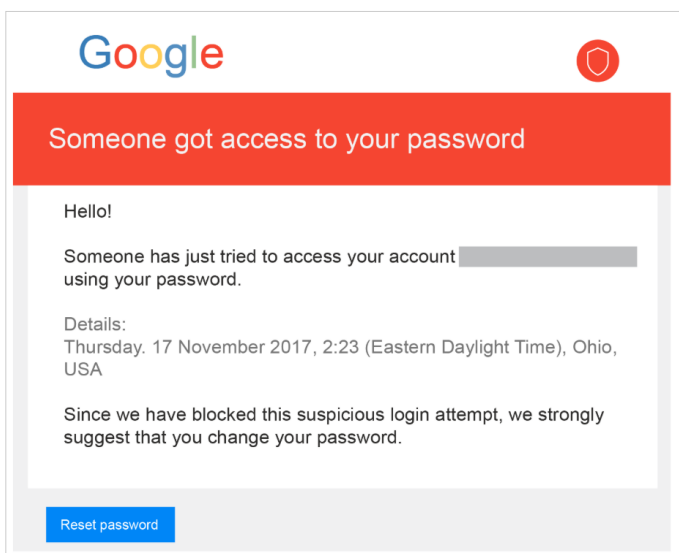 Google
Someone got access to your password
Hello!
Someone has just tried to access your account
using your password.
Details:
Thursday. 17 November 2017, 2:23 (Eastern Daylight Time), Ohio,
USA
Since we have blocked this suspicious login attempt, we strongly
suggest that you change your password.
Reset password